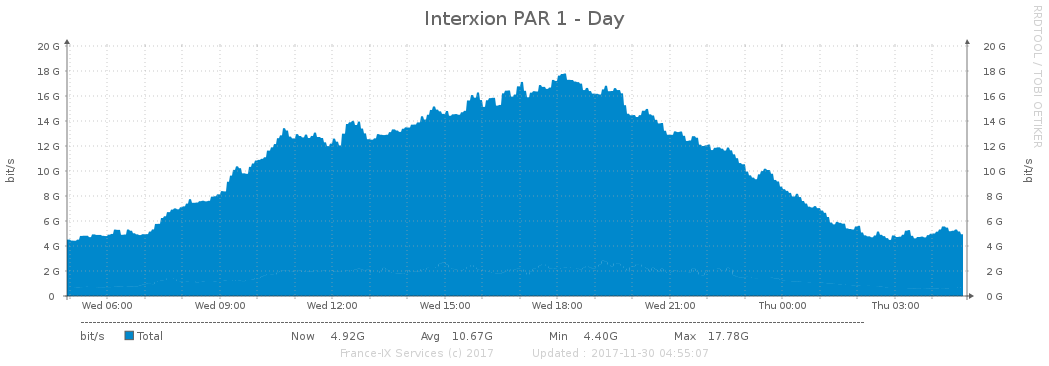 Interxion PAR 1 - Day
RRDTOOL / TOBI OETIKER
20 G 20 G
18 G 18 G
16 G 16 G
14 G 14 G
12 G 12 G
10 G 10 G
8 G 8 G
6 G 6 G
4 G 4 G
2 G 2 G
0 0 G
bit/s
bit/s
Wed 06:00 Wed 09:00 Wed 12:00 Wed 15:00 Wed 18:00 Wed 21:00 Thu 00:00 Thu 03:00
bit/s Total Now 4.92G Avg 10.67G Min 4.40G Max 17.78G
France-IX Services (c) 2017 Updated : 2017-11-30 04:55:07